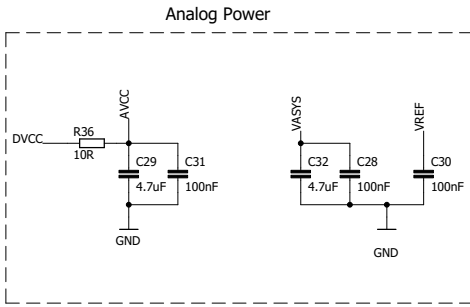 Analog Power
AVCC
VASYS
VREF
DVCC
R36
10R
C29
4.7uF
C31
100nF
C32
4.7uF
C28
100nF
C30
100nF
GND
GND